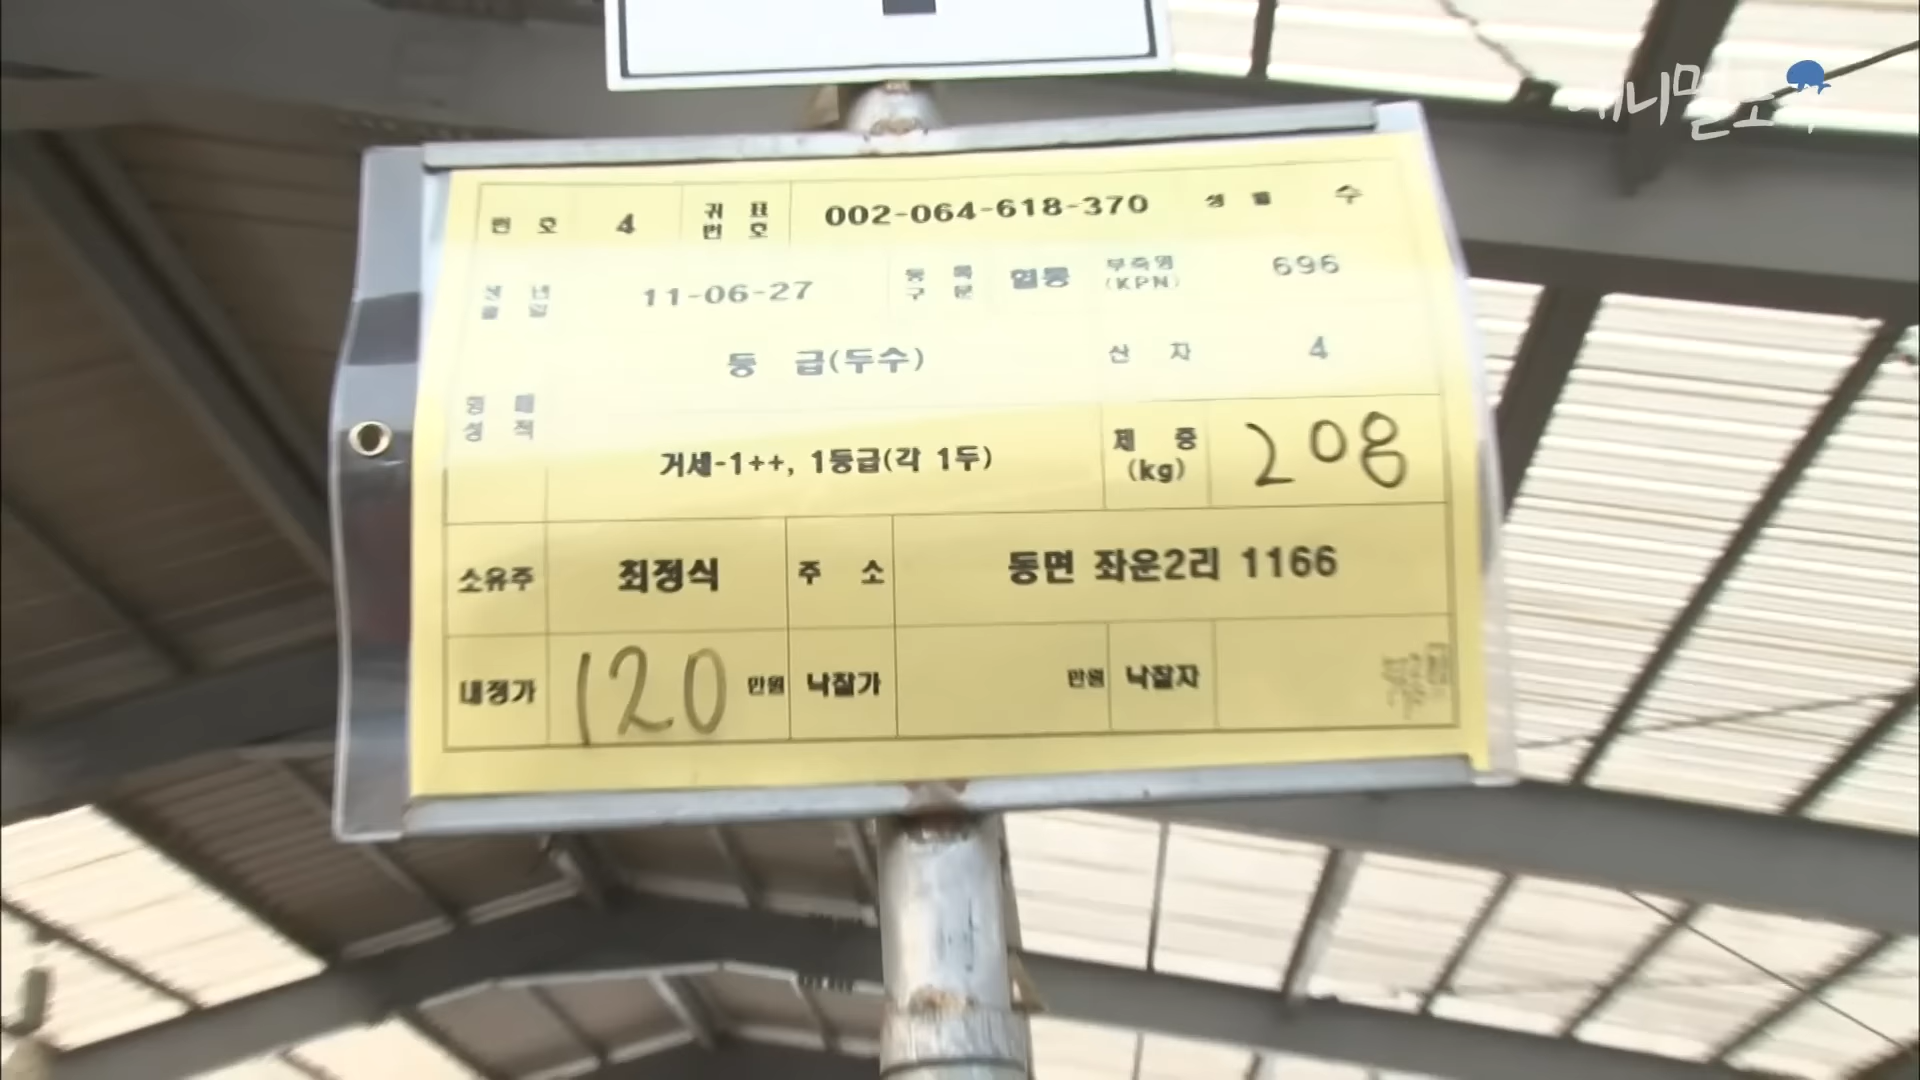 번 호 4 귀 표 번 호 002-064-618-370 성 별 수
생 년 월 일 11-06-27 등 록 구 분 혈통 부축명 (KPN) 696
등 급(두수) 산 자 4
성 적
거세-1++, 1등급(각 1두) 체 중 (kg) 208
소유주 최정식 주 소 동면 좌운2리 1166
내정가 120 만원 낙찰가 만원 낙찰자